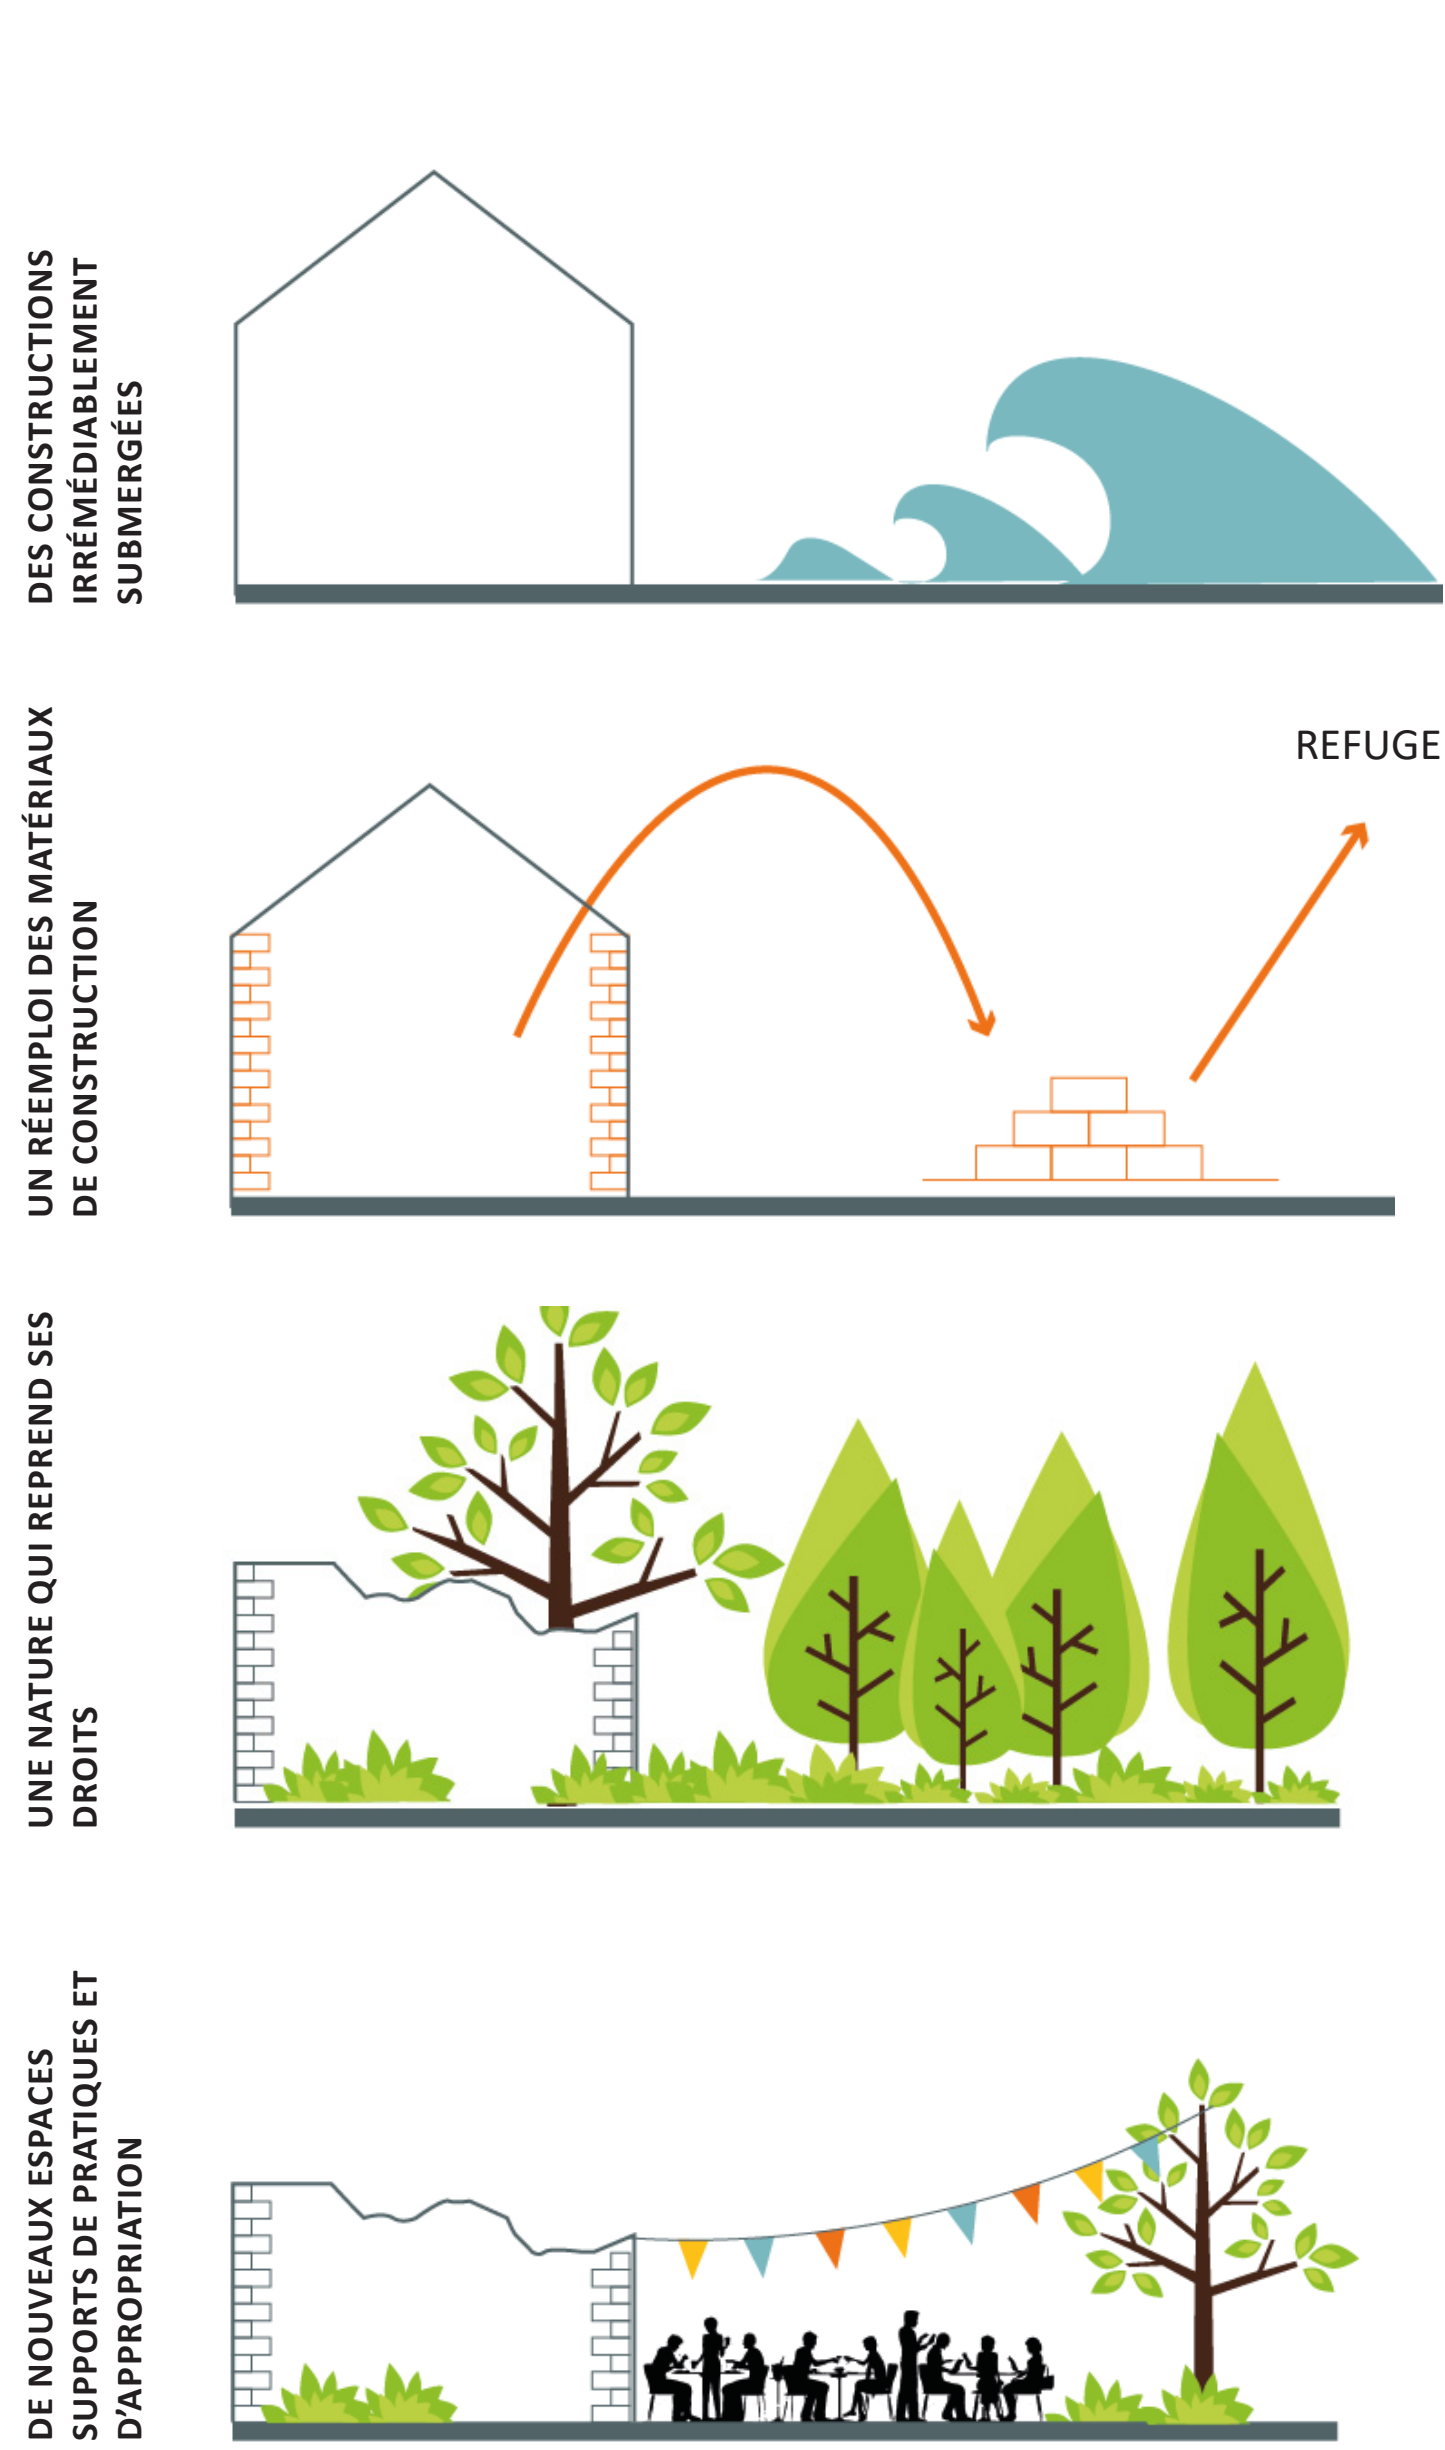 DES CONSTRUCTIONS
IRRÉMÉDIABLEMENT
SUBMERGÉES
REFUGE
UN RÉEMPLOI DES MATÉRIAUX
DE CONSTRUCTION
UNE NATURE QUI REPREND SES
DROITS
DE NOUVEAUX ESPACES
SUPPORTS DE PRATIQUES ET
D’APPROPRIATION